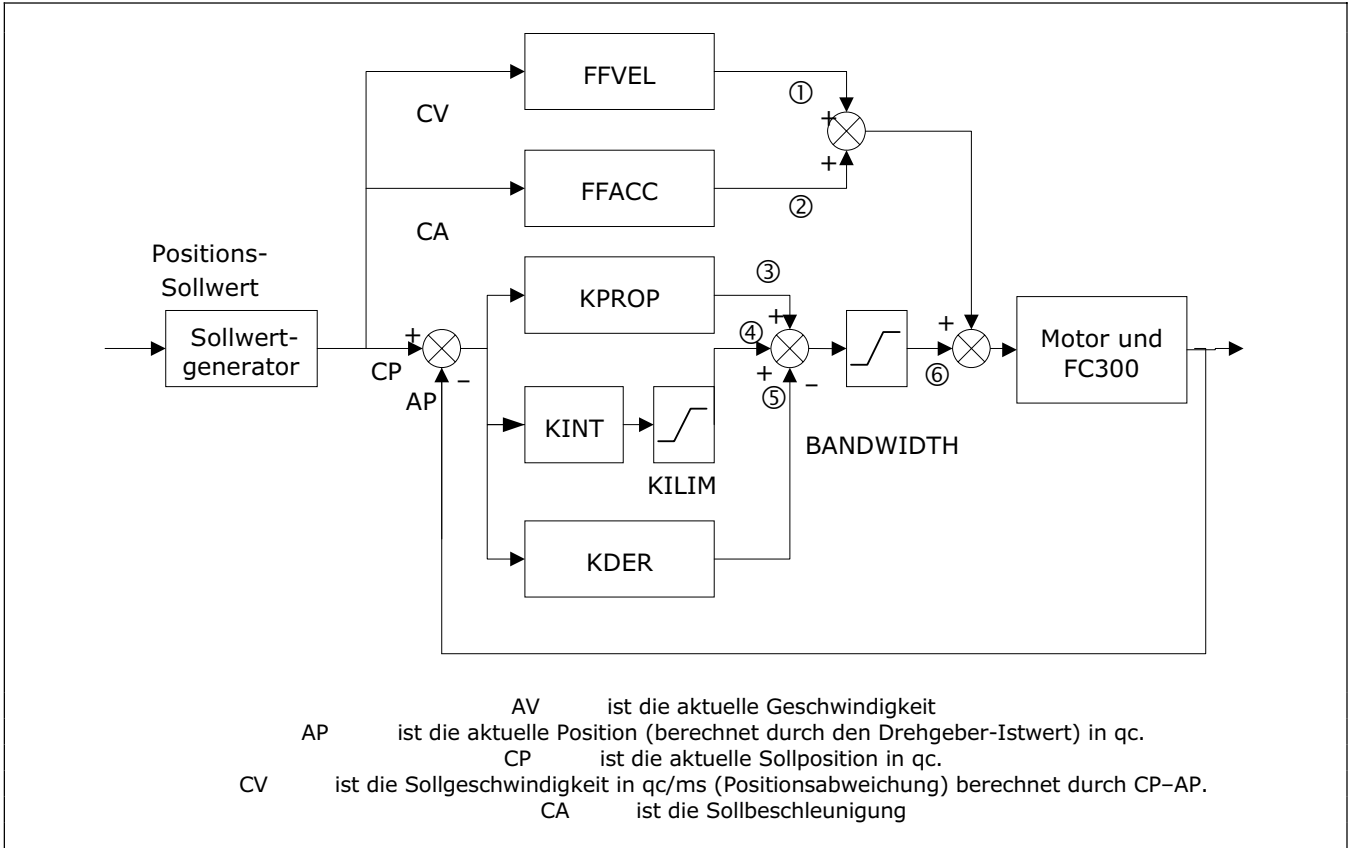 FFVEL
①
CV
+
+
FFACC
②
CA
Positions-
Sollwert
③
KPROP
Sollwert-
generator
+
CP
–
AP
+
④
+
⑤
–
+
⑥
Motor und
FC300
KINT
KILIM
BANDWIDTH
KDER
AV ist die aktuelle Geschwindigkeit
AP ist die aktuelle Position (berechnet durch den Drehgeber-Istwert) in qc.
CP ist die aktuelle Sollposition in qc.
CV ist die Sollgeschwindigkeit in qc/ms (Positionsabweichung) berechnet durch CP–AP.
CA ist die Sollbeschleunigung